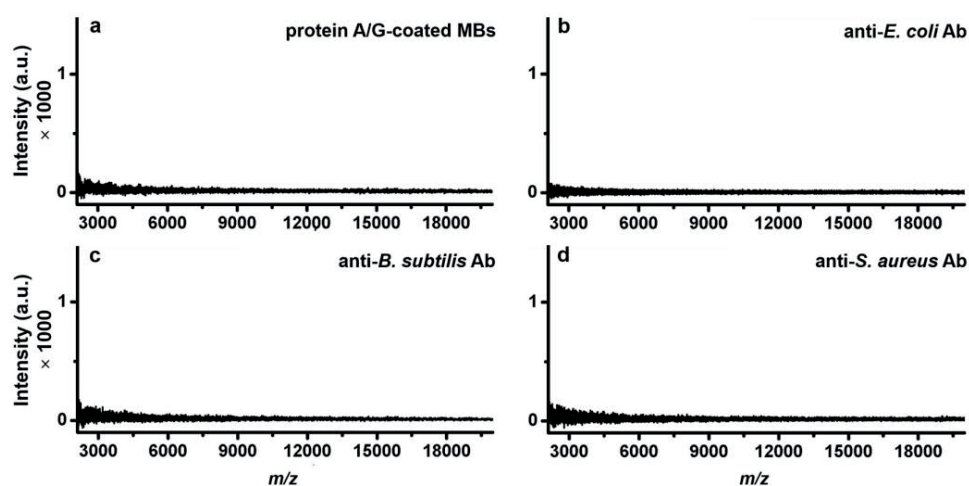 a
protein A/G-coated MBs
Intensity (a.u.)
× 1000
1
0
3000 6000 9000 12000 15000 18000
b
anti-E. coli Ab
1
0
3000 6000 9000 12000 15000 18000
c
anti-B. subtilis Ab
Intensity (a.u.)
× 1000
1
0
3000 6000 9000 12000 15000 18000
m/z
d
anti-S. aureus Ab
1
0
3000 6000 9000 12000 15000 18000
m/z